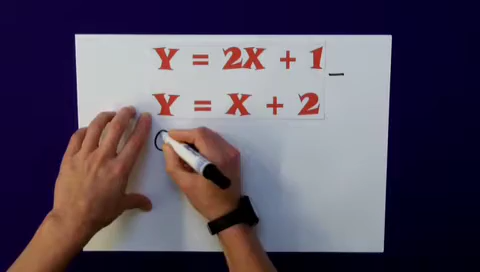 Y = 2X + 1
Y = X + 2